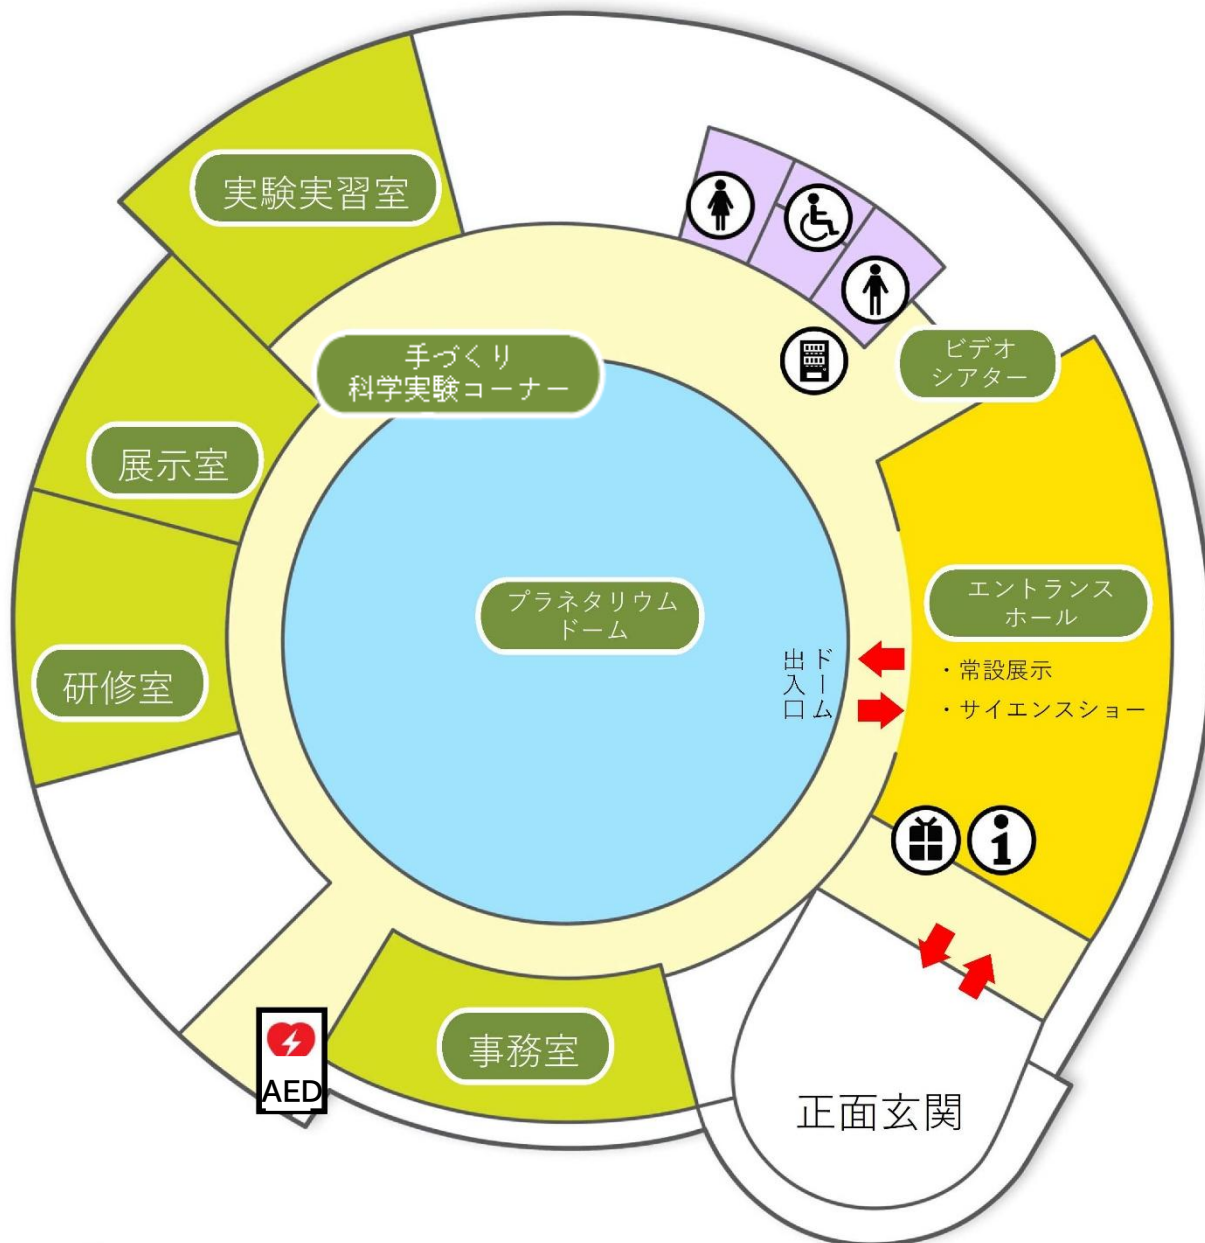 実験実習室
手づくり
科学実験コーナー
ビデオ
シアター
展示室
プラネタリウム
ドーム
エントランス
ホール
ドーム
出入口
・常設展示
・サイエンスショー
研修室
事務室
AED
正面玄関